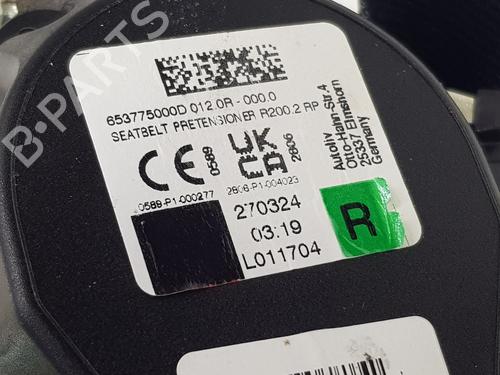 653775000D 012.0R - 000.0
SEATBELT PRETENSIONER R200.2 RP
CE 0589
UK CA 2806
Autoliv
Otto-Hahn-Str.4
25337 Elmshorn
Germany
0589-P1-000277
2806-P1-004023
270324
03:19
L011704
R
B-PARTS